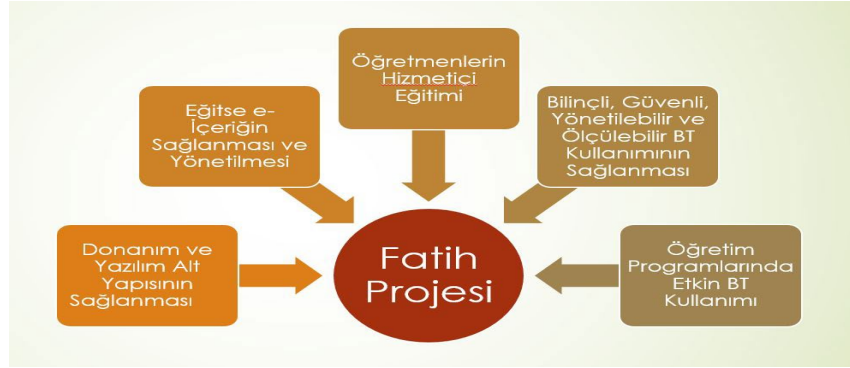 Öğretmenlerin
Hizmetiçi
Eğitimi
Eğitse e-
İçeriğin
Sağlanması ve
Yönetilmesi
Bilinçli, Güvenli,
Yönetilebilir ve
Ölçülebilir BT
Kullanımının
Sağlanması
Donanım ve
Yazılım Alt
Yapısının
Sağlanması
Fatih
Projesi
Öğretim
Programlarında
Etkin BT
Kullanımı